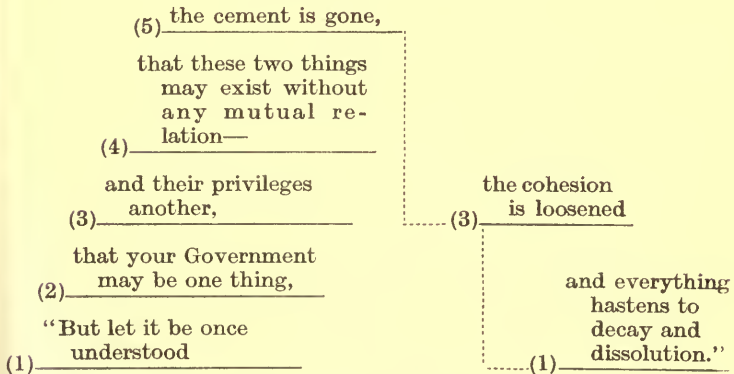 (5) the cement is gone,
that these two things
may exist without
any mutual re-
(4) lation—
and their privileges
(3) another,
the cohesion
(3) is loosened
that your Government
(2) may be one thing,
and everything
hastens to
decay and
(1) dissolution.”
“But let it be once
(1) understood